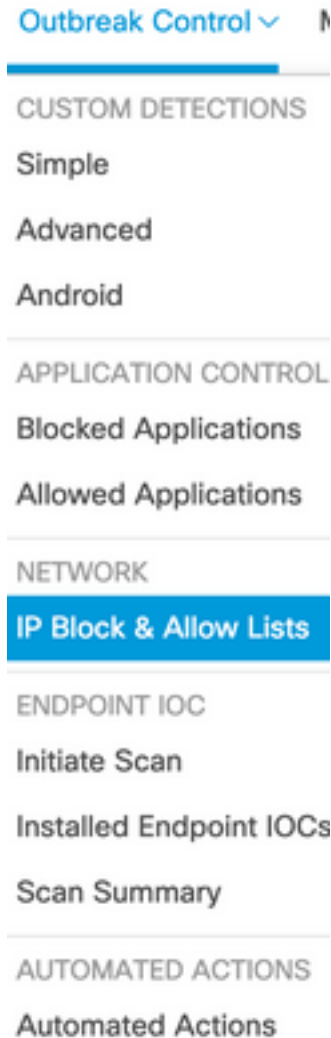 Outbreak Control
CUSTOM DETECTIONS
Simple
Advanced
Android
APPLICATION CONTROL
Blocked Applications
Allowed Applications
NETWORK
IP Block & Allow Lists
ENDPOINT IOC
Initiate Scan
Installed Endpoint IOCs
Scan Summary
AUTOMATED ACTIONS
Automated Actions